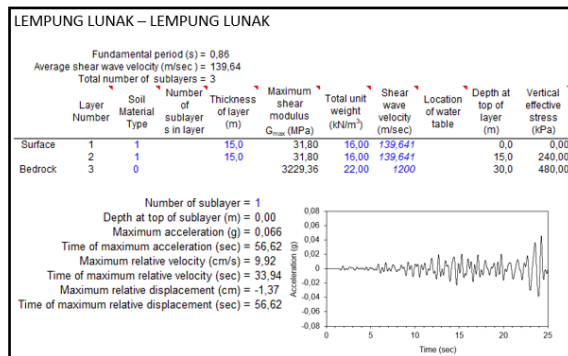 LEMPUNG LUNAK – LEMPUNG LUNAK
Fundamental period (s) = 0,86
Average shear wave velocity (m/sec) = 139,64
Total number of sublayers = 3
Layer Number Soil Material Type Number of sublayer s in layer Thickness of layer (m) Maximum shear modulus Gmax (MPa) Total unit weight (kN/m³) Shear wave velocity (m/sec) Location of water table Depth at top of layer (m) Vertical effective stress (kPa)
Surface 1 1 15,0 31,80 16,00 139,641 0,0 0,00
2 1 15,0 31,80 16,00 139,641 15,0 240,00
Bedrock 3 0 3229,36 22,00 1200 30,0 480,00
Number of sublayer = 1
Depth at top of sublayer (m) = 0,00
Maximum acceleration (g) = 0,066
Time of maximum acceleration (sec) = 56,62
Maximum relative velocity (cm/s) = 9,92
Time of maximum relative velocity (sec) = 33,94
Maximum relative displacement (cm) = -1,37
Time of maximum relative displacement (sec) = 56,62
Acceleration (g)
0,08
0,06
0,04
0,02
0
-0,02
-0,04
-0,06
-0,08
0 5 10 15 20 25
Time (sec)